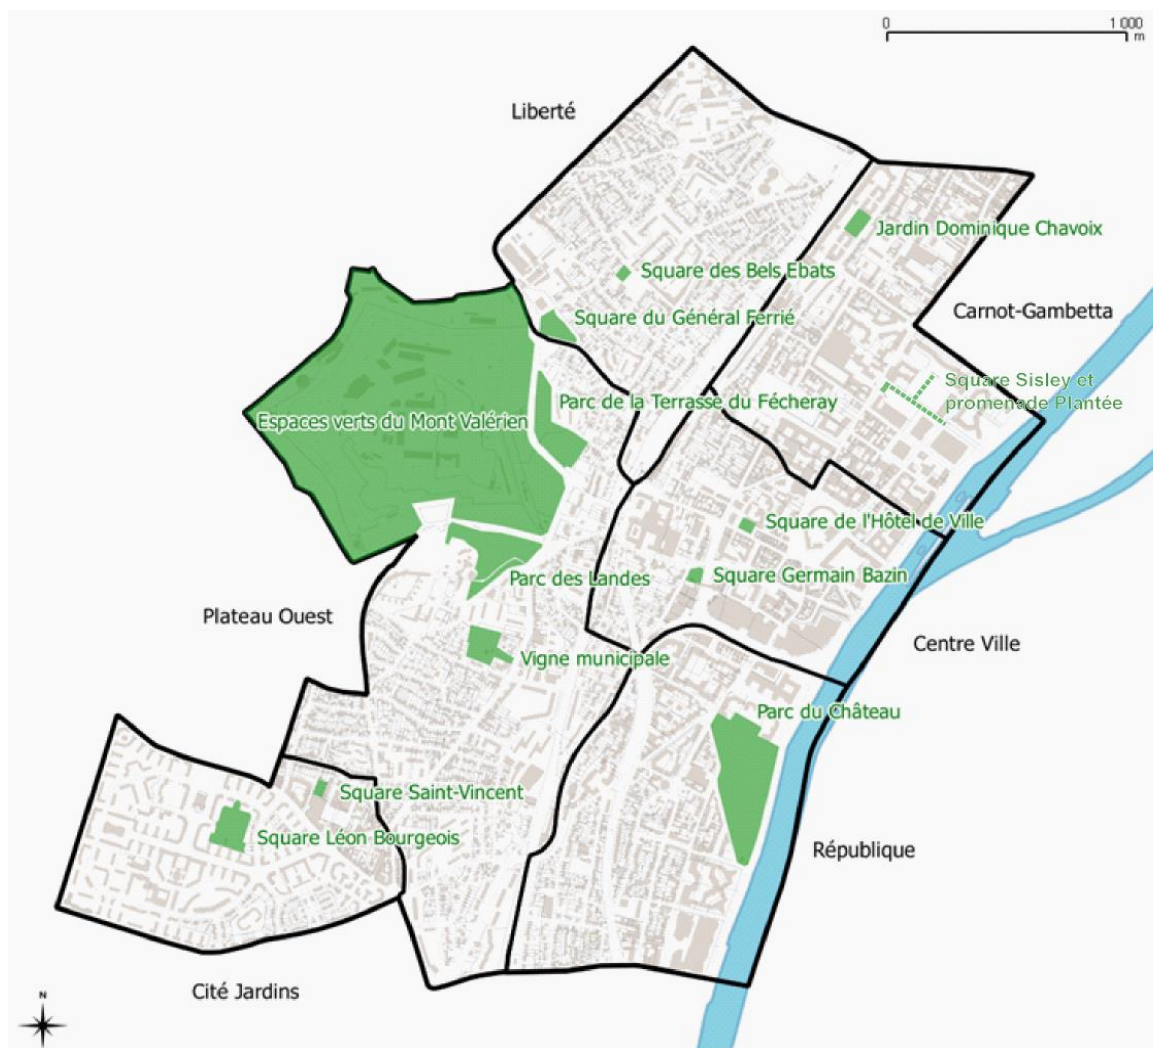 0 1 000
m
Liberté
Jardin Dominique Chavoix
Square des Bels Ebats
Carnot-Gambetta
Square du Général Ferrié
Square Sisley et
promenade Plantée
Parc de la Terrasse du Fécheray
Espaces verts du Mont Valérien
Square de l'Hôtel de Ville
Square Germain Bazin
Parc des Landes
Plateau Ouest
Centre Ville
Vigne municipale
Parc du Château
Square Saint-Vincent
Square Léon Bourgeois
République
Cité Jardins
N